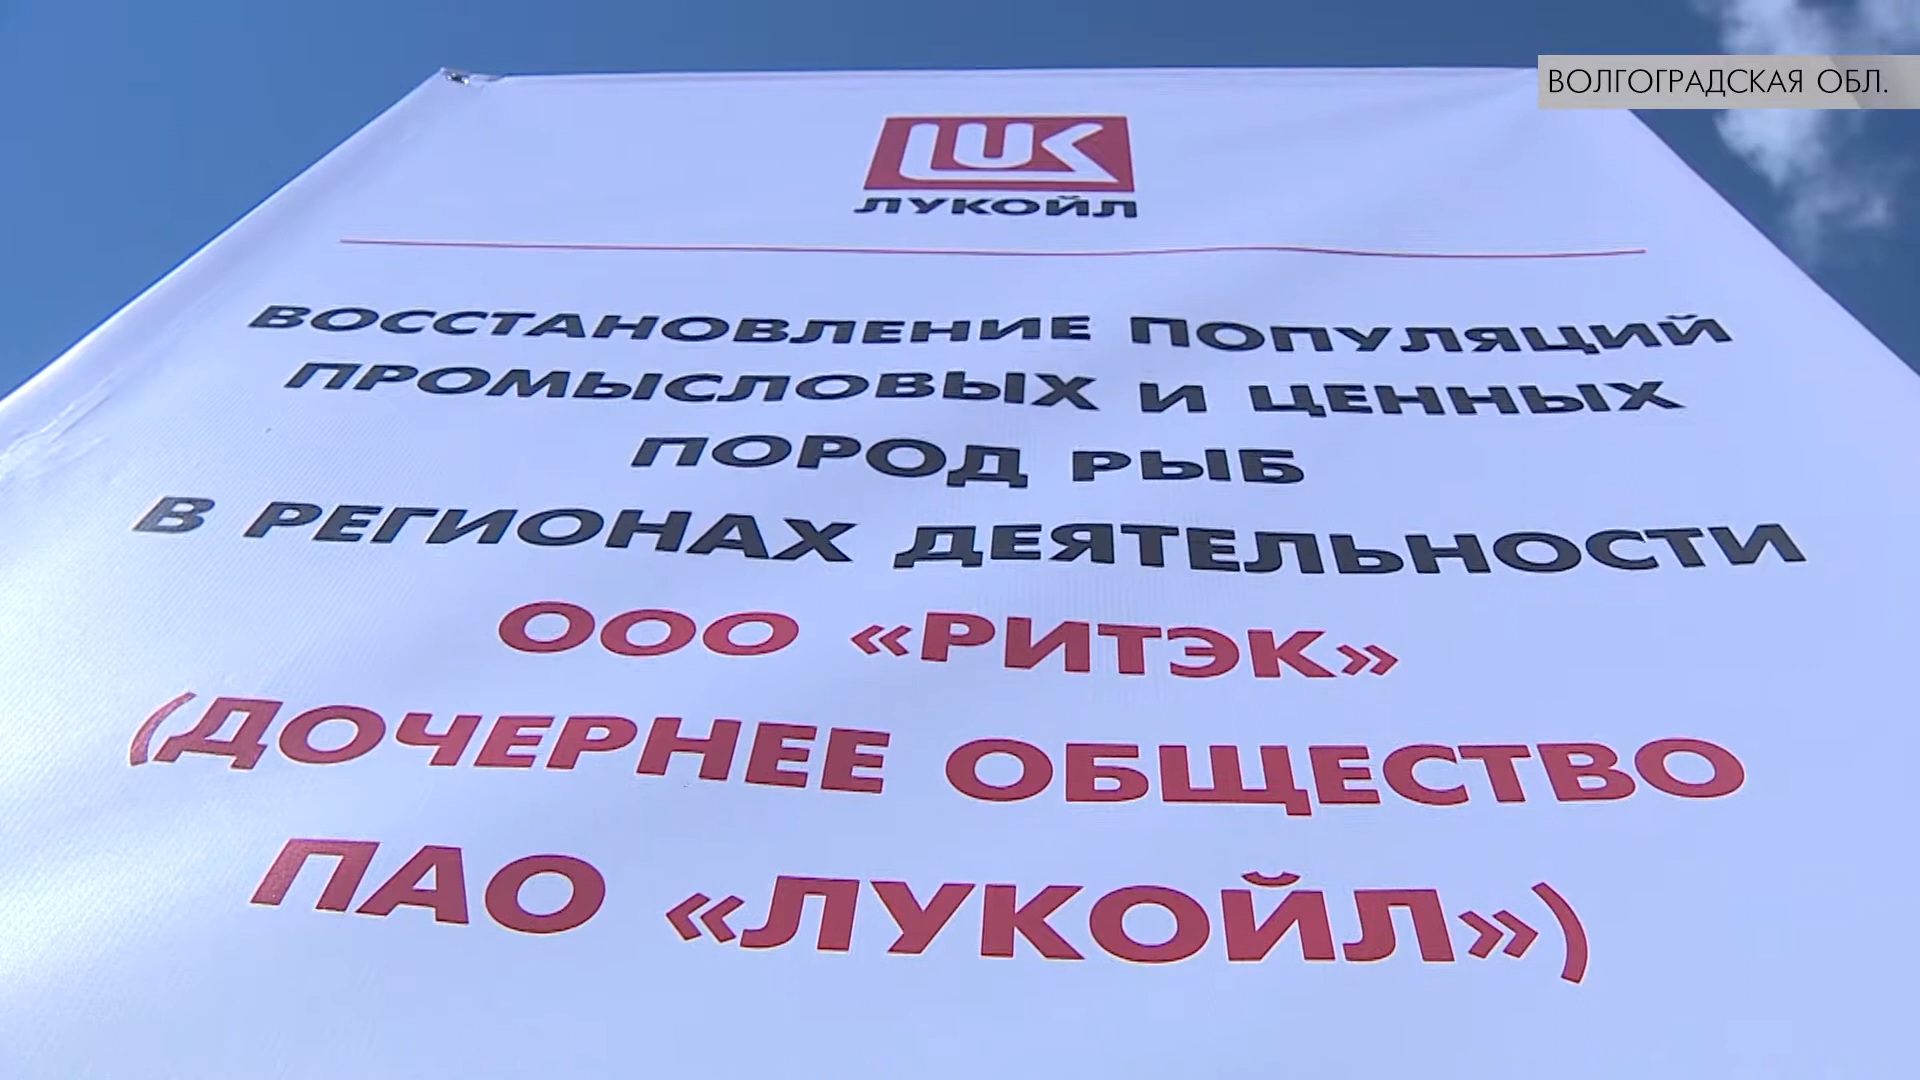 ВОЛГОГРАДСКАЯ ОБЛ.
LUK
ЛУКОЙЛ
ВОССТАНОВЛЕНИЕ ПОПУЛЯЦИЙ
ПРОМЫСЛОВЫХ И ЦЕННЫХ
ПОРОД РЫБ
В РЕГИОНАХ ДЕЯТЕЛЬНОСТИ
ООО «РИТЭК»
(ДОЧЕРНЕЕ ОБЩЕСТВО
ПАО «ЛУКОЙЛ»)